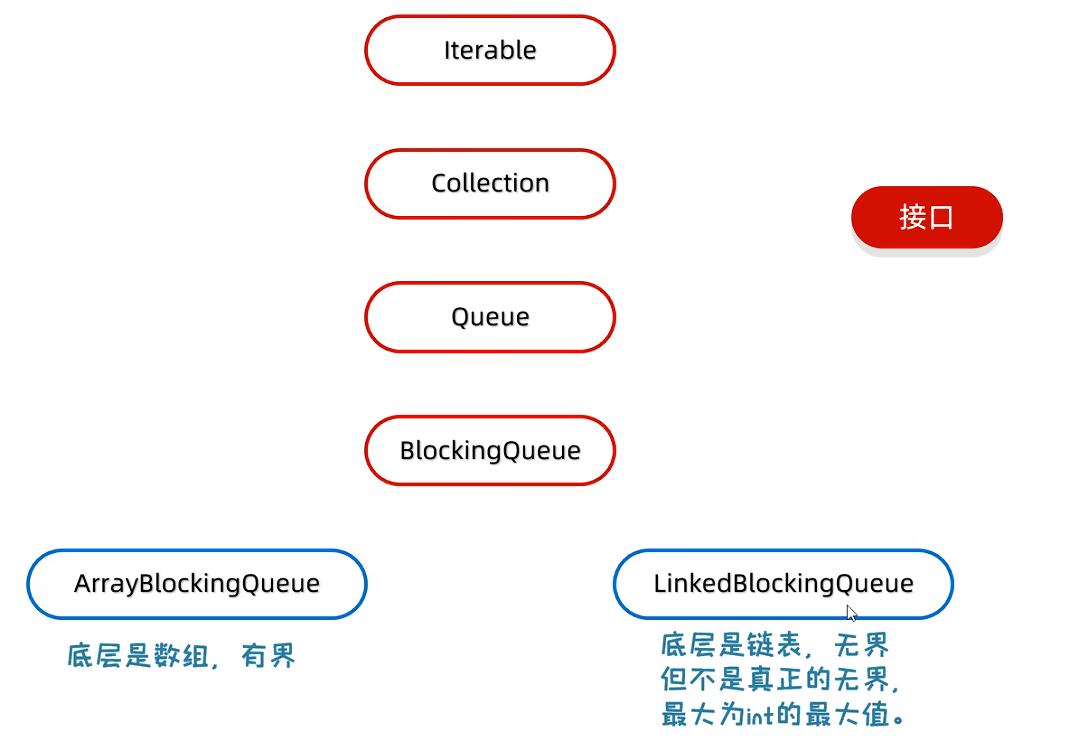 Iterable
Collection
接口
Queue
BlockingQueue
ArrayBlockingQueue
LinkedBlockingQueue
底层是数组，有界
底层是链表，无界
但不是真正的无界，
最大为int的最大值。